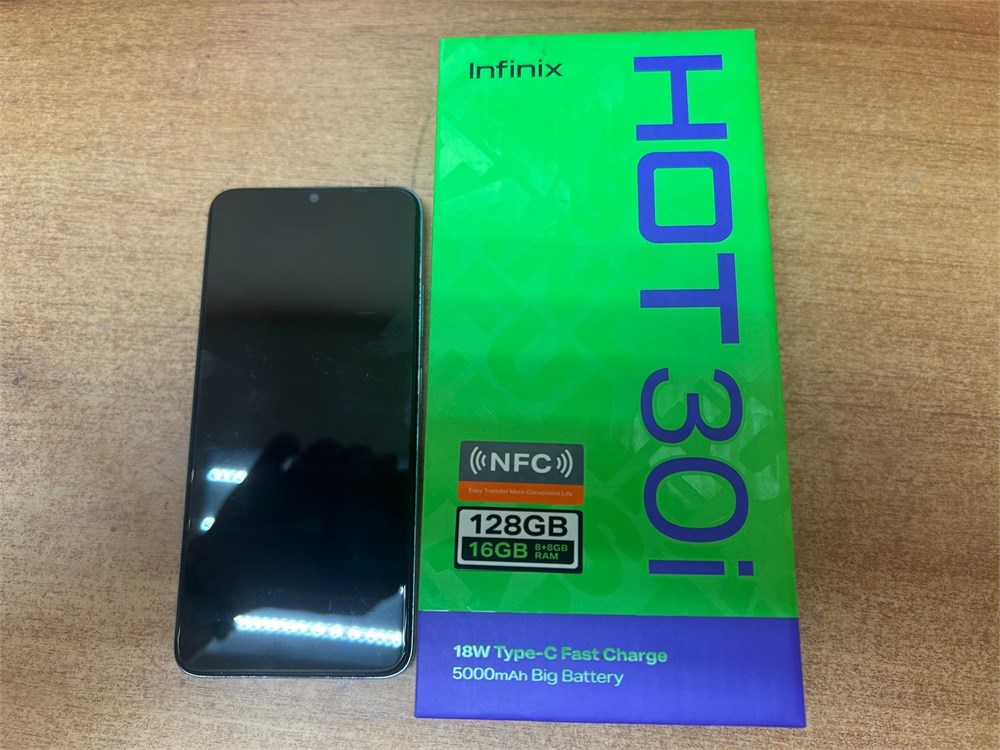 Infinix
HOT 30i
NFC
Easy Transfer More Convenient Life
128GB
16GB 8+8GB RAM
18W Type-C Fast Charge
5000mAh Big Battery